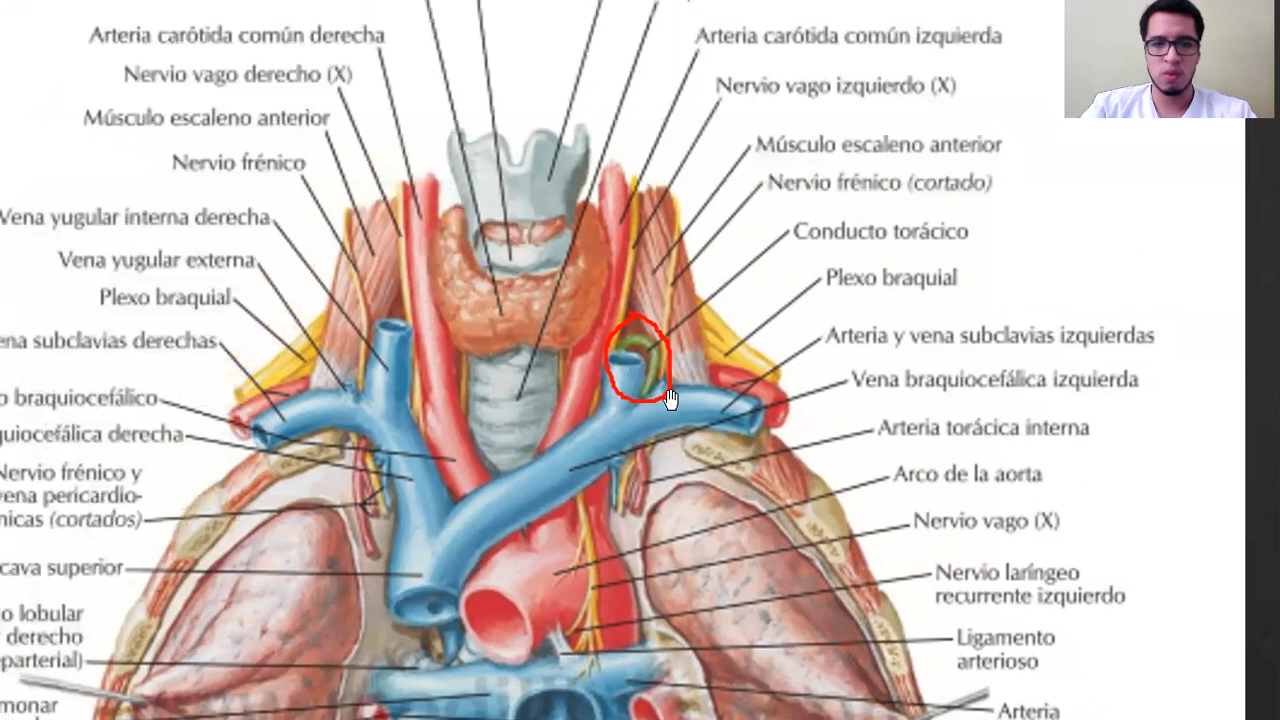 Arteria carótida común derecha
Nervio vago derecho (X)
Músculo escaleno anterior
Nervio frénico
Vena yugular interna derecha
Vena yugular externa
Plexo braquial
ena subclavias derechas
o braquiocefálico
quiocefálica derecha
Nervio frénico y
vena pericardio-
nicas (cortados)
cava superior
o lobular
derecho
eparterial)
monar
Arteria carótida común izquierda
Nervio vago izquierdo (X)
Músculo escaleno anterior
Nervio frénico (cortado)
Conducto torácico
Plexo braquial
Arteria y vena subclavias izquierdas
Vena braquiocefálica izquierda
Arteria torácica interna
Arco de la aorta
Nervio vago (X)
Nervio laríngeo
recurrente izquierdo
Ligamento
arterioso
Arteria